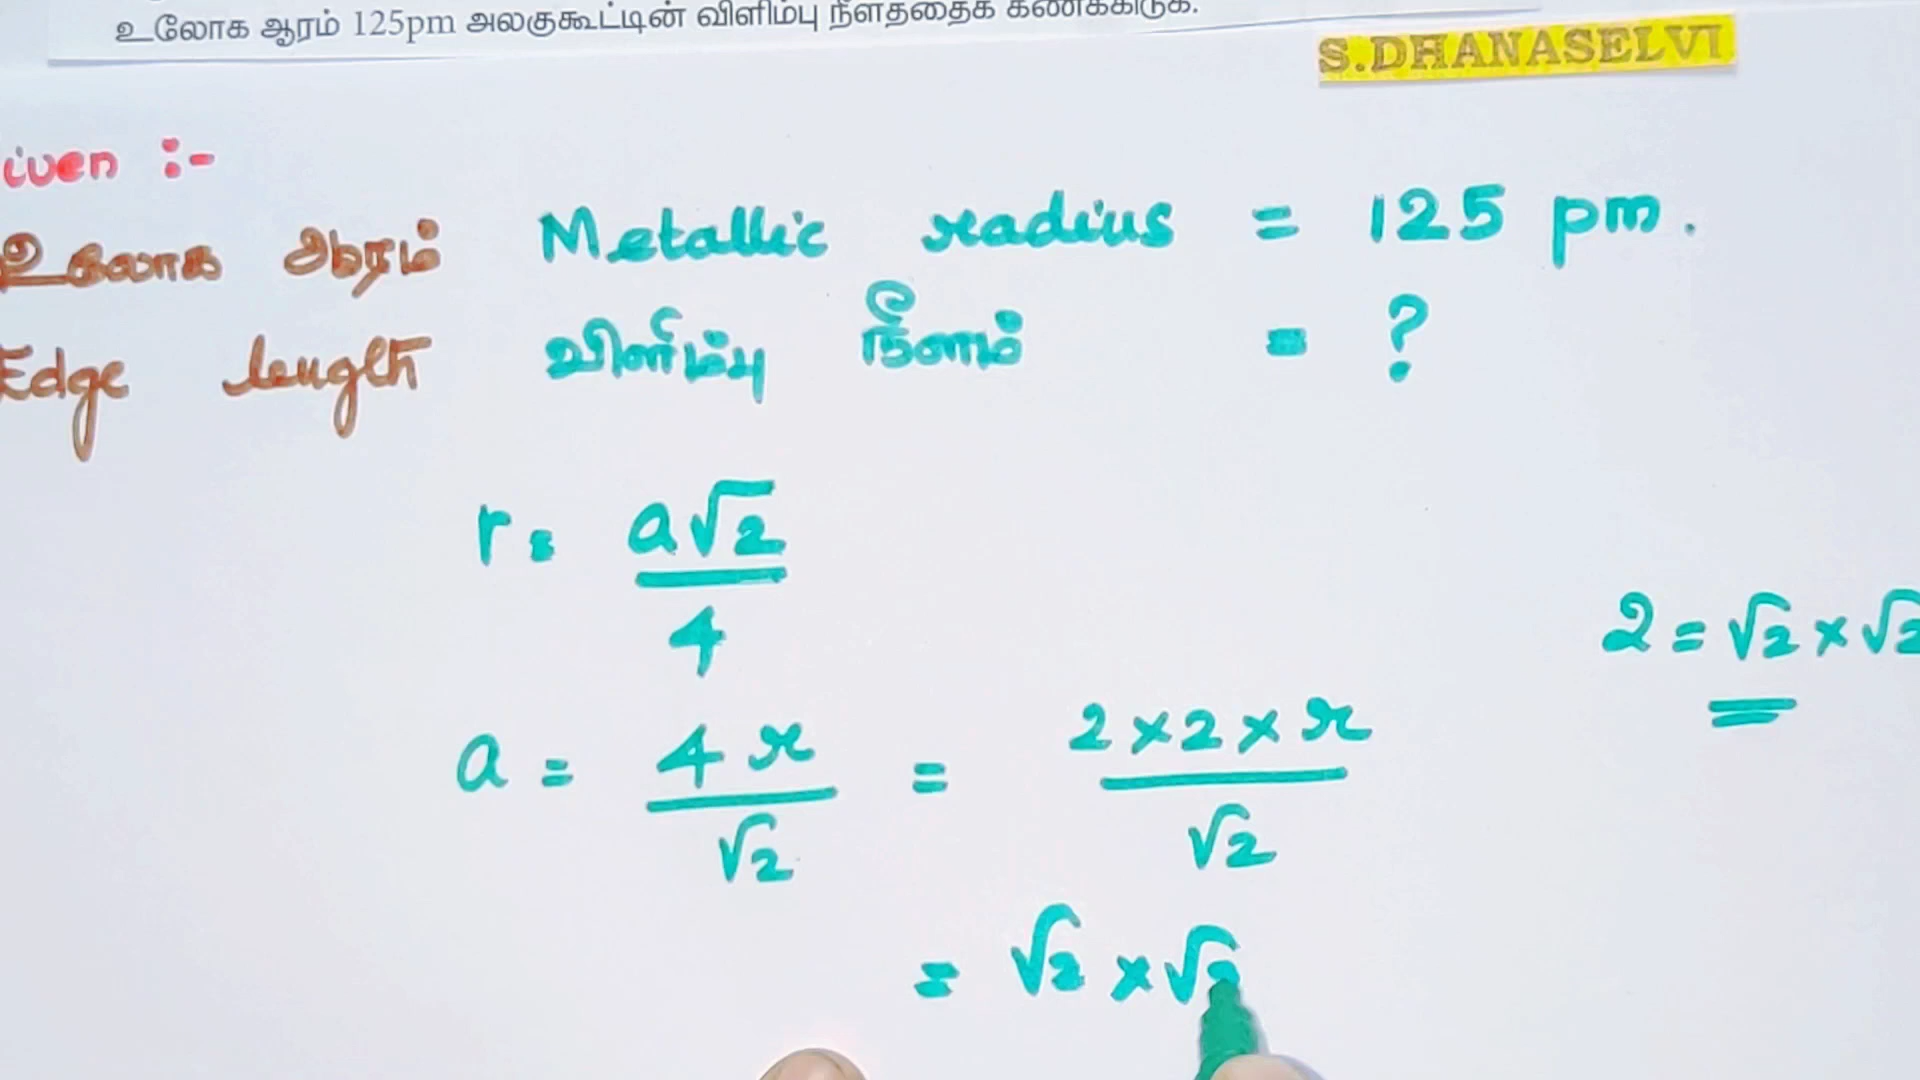 உலோக ஆரம் 125pm அலகுகூட்டின் விளிம்பு நீளத்தைக் கணக்கிடுக.
S.DHANASELVI
iven :-
உலோக ஆரம் Metallic radius = 125 pm.
Edge length விளிம்பு நீளம் = ?
r = a√2 / 4
2 = √2 × √2
a = 4r / √2 = 2 × 2 × r / √2
= √2 × √2